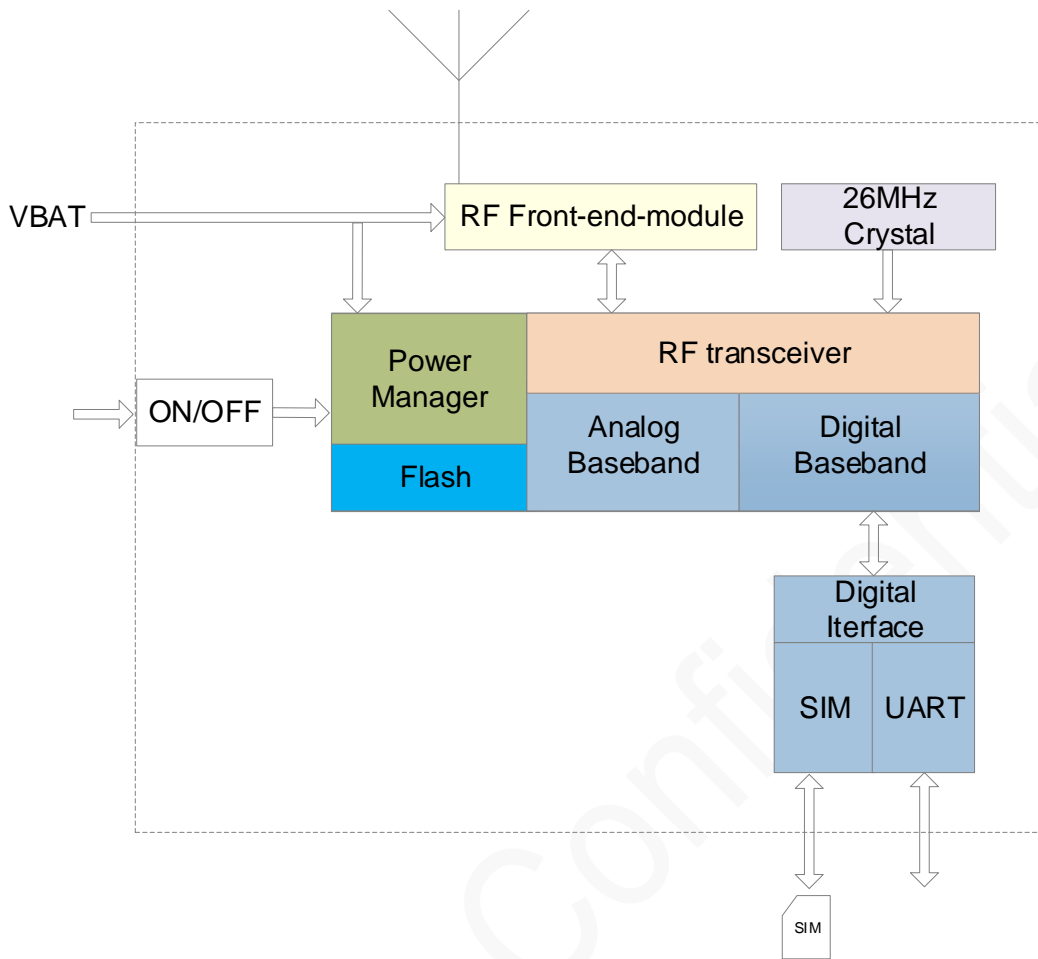 VBAT
RF Front-end-module
26MHz
Crystal
Power
Manager
RF transceiver
ON/OFF
Analog
Baseband
Digital
Baseband
Flash
Digital
Iterface
SIM
UART
SIM
Confidential